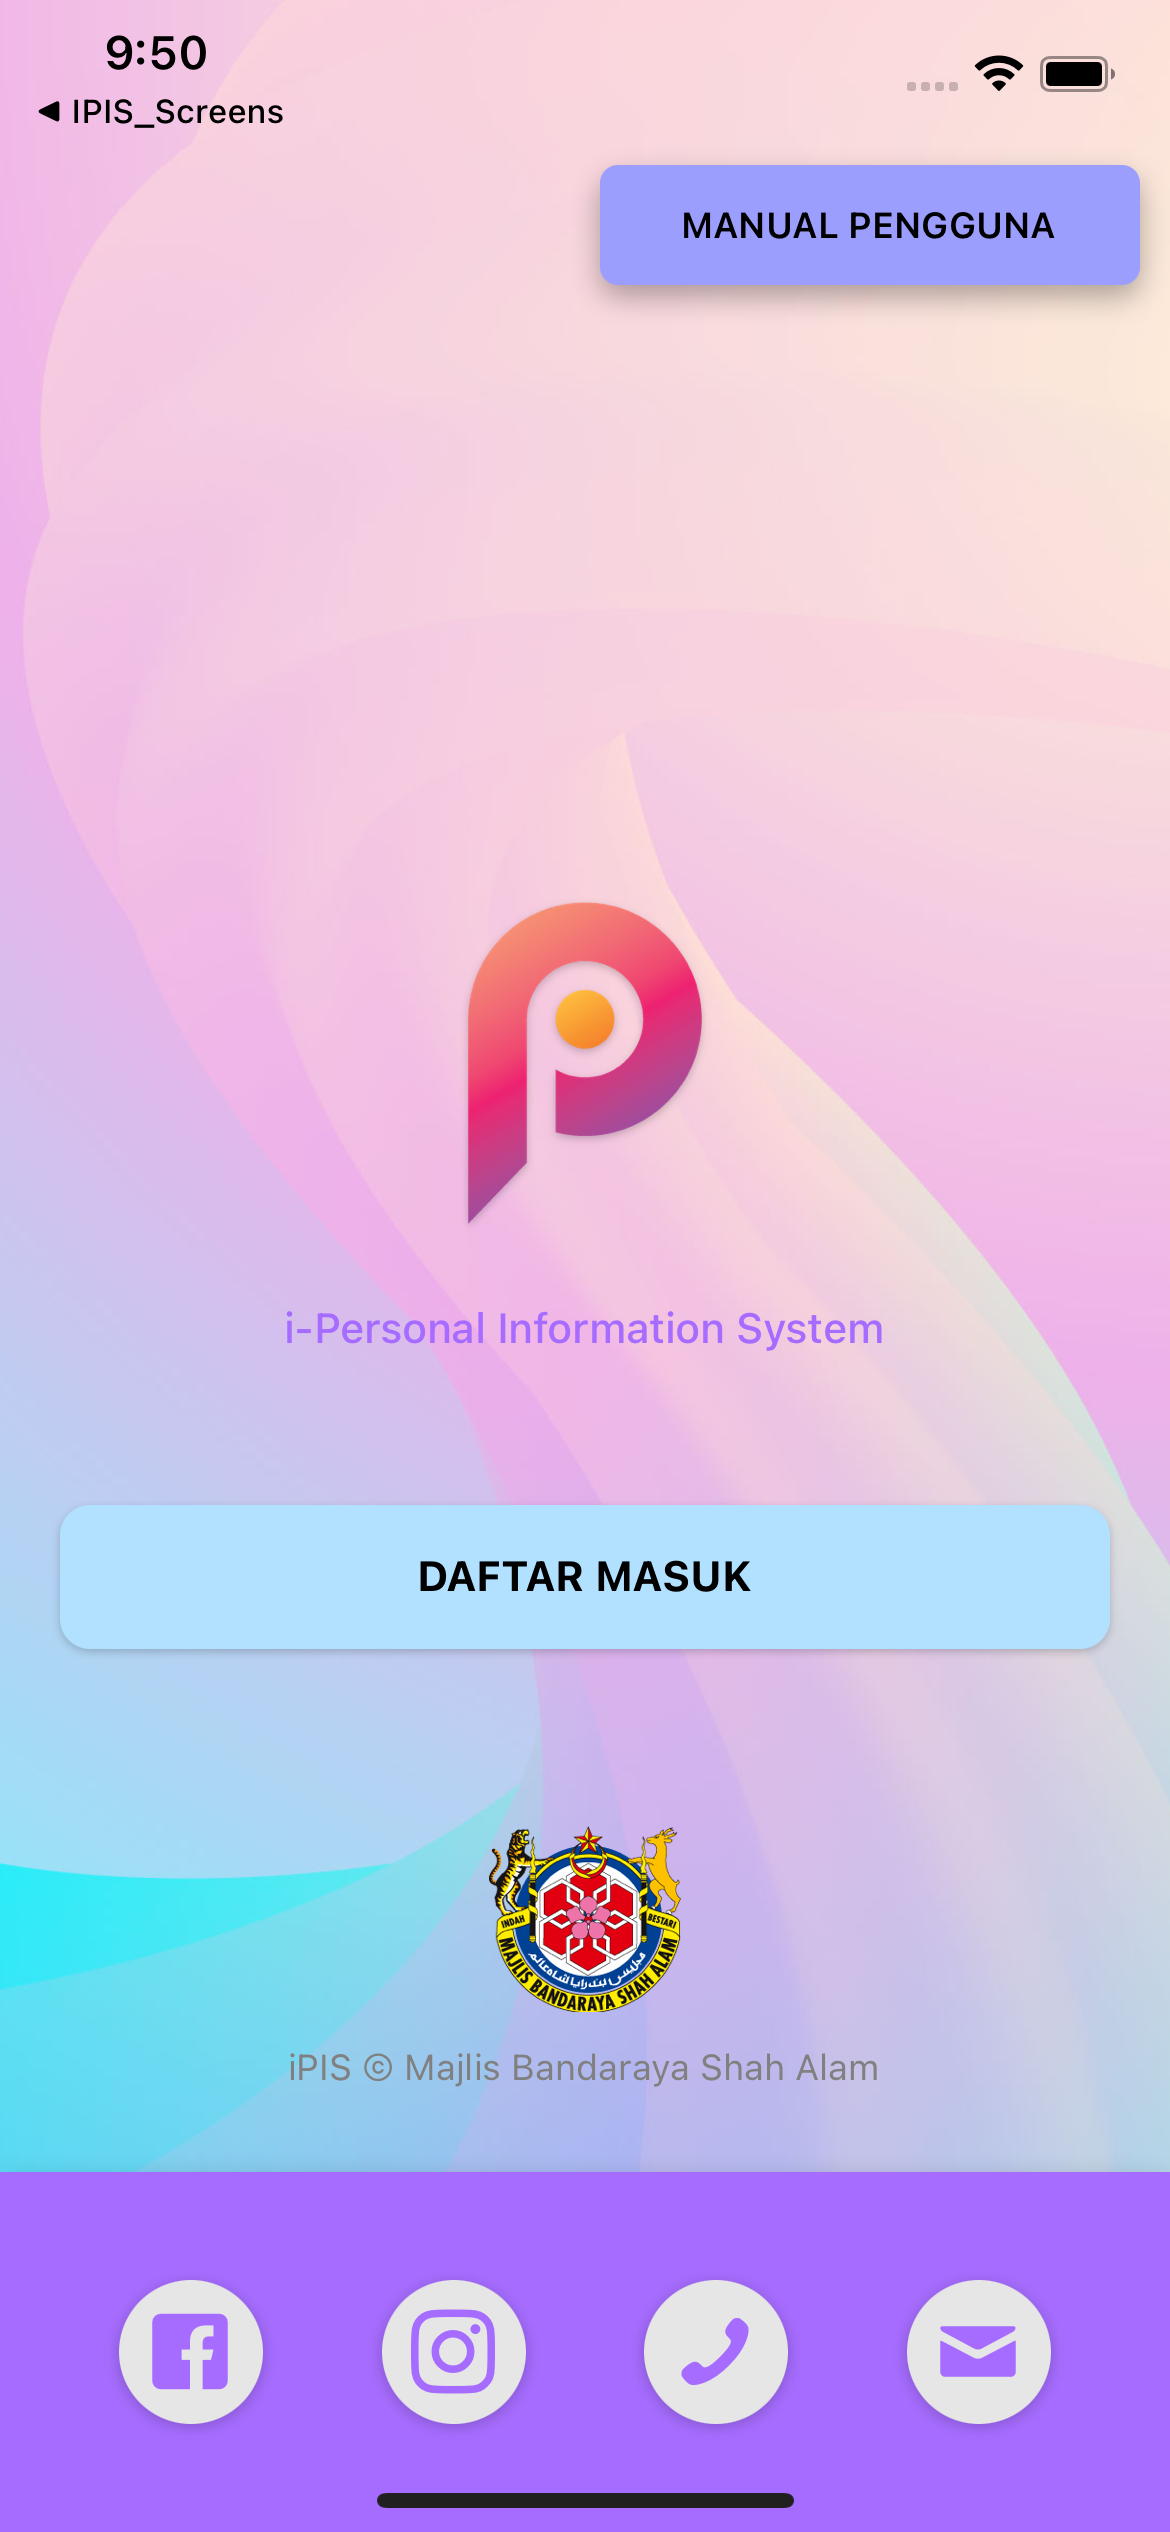 9:50
◀ IPIS_Screens
MANUAL PENGGUNA
i-Personal Information System
DAFTAR MASUK
INDAH
BESTARI
مجليس بندراي شاه عالم
MAJLIS BANDARAYA SHAH ALAM
iPIS © Majlis Bandaraya Shah Alam